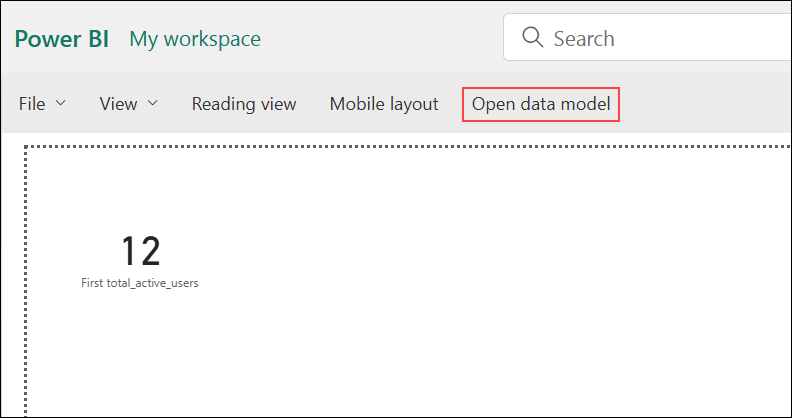 Power BI My workspace Search
File View Reading view Mobile layout Open data model
12
First total_active_users